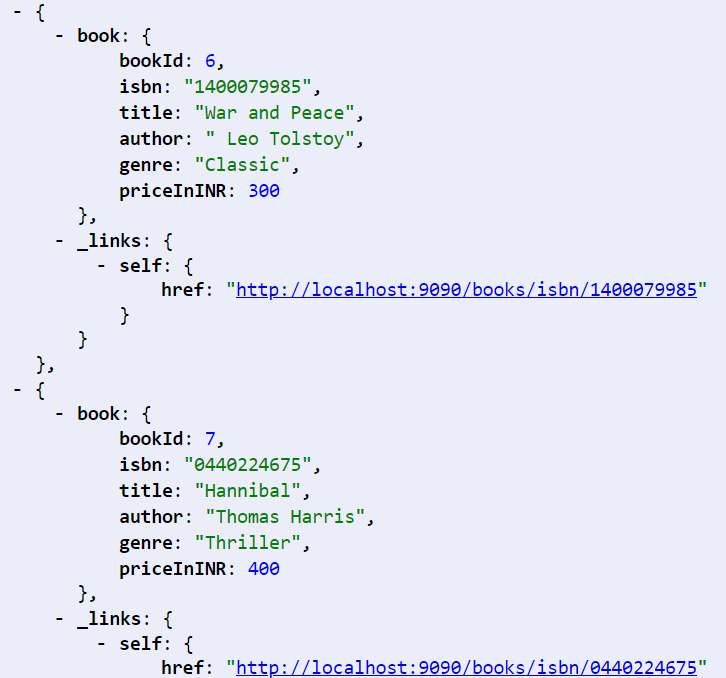 - {
- book: {
bookId: 6,
isbn: "1400079985",
title: "War and Peace",
author: " Leo Tolstoy",
genre: "Classic",
priceInINR: 300
},
- _links: {
- self: {
href: "http://localhost:9090/books/isbn/1400079985"
}
}
},
- {
- book: {
bookId: 7,
isbn: "0440224675",
title: "Hannibal",
author: "Thomas Harris",
genre: "Thriller",
priceInINR: 400
},
- _links: {
- self: {
href: "http://localhost:9090/books/isbn/0440224675"